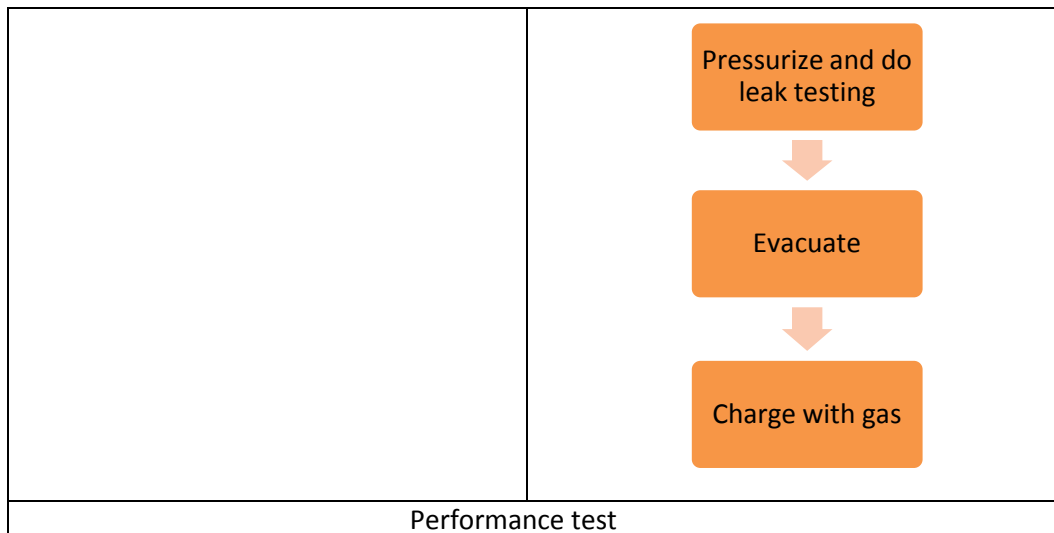 Pressurize and do
leak testing
Evacuate
Charge with gas
Performance test